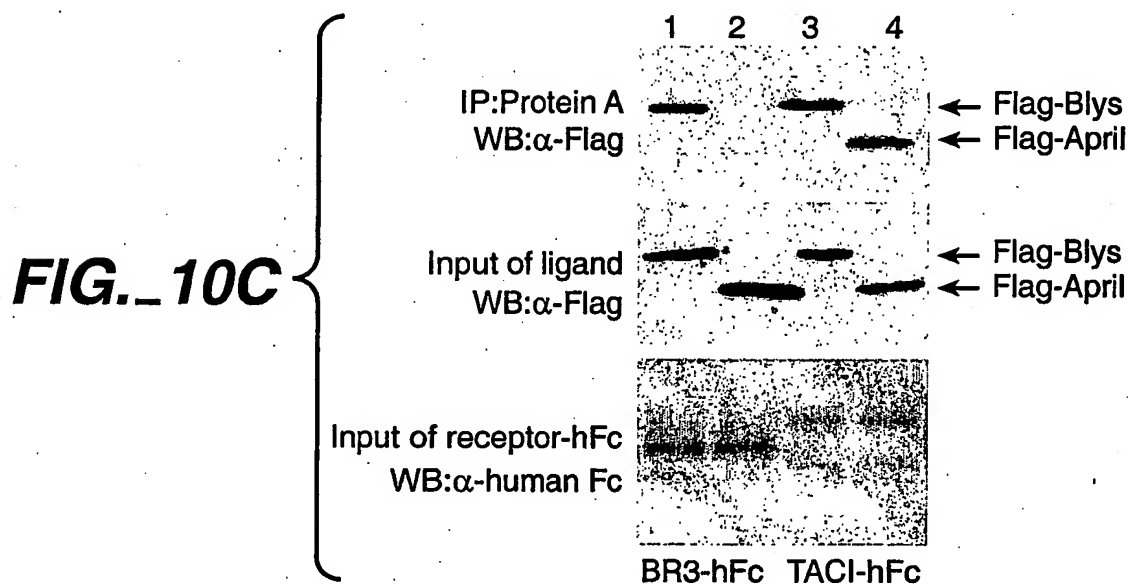 1 2 3 4
IP:Protein A
WB:α-Flag
← Flag-Blys
← Flag-April
FIG._10C
Input of ligand
WB:α-Flag
← Flag-Blys
← Flag-April
Input of receptor-hFc
WB:α-human Fc
BR3-hFc TACI-hFc